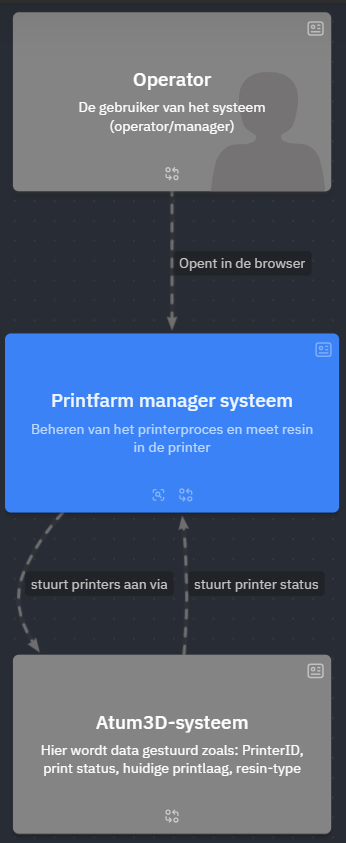 Operator
De gebruiker van het systeem
(operator/manager)
Opent in de browser
Printfarm manager systeem
Beheren van het printerproces en meet resin
in de printer
stuurt printers aan via
stuurt printer status
Atum3D-systeem
Hier wordt data gestuurd zoals: PrinterID,
print status, huidige printlaag, resin-type